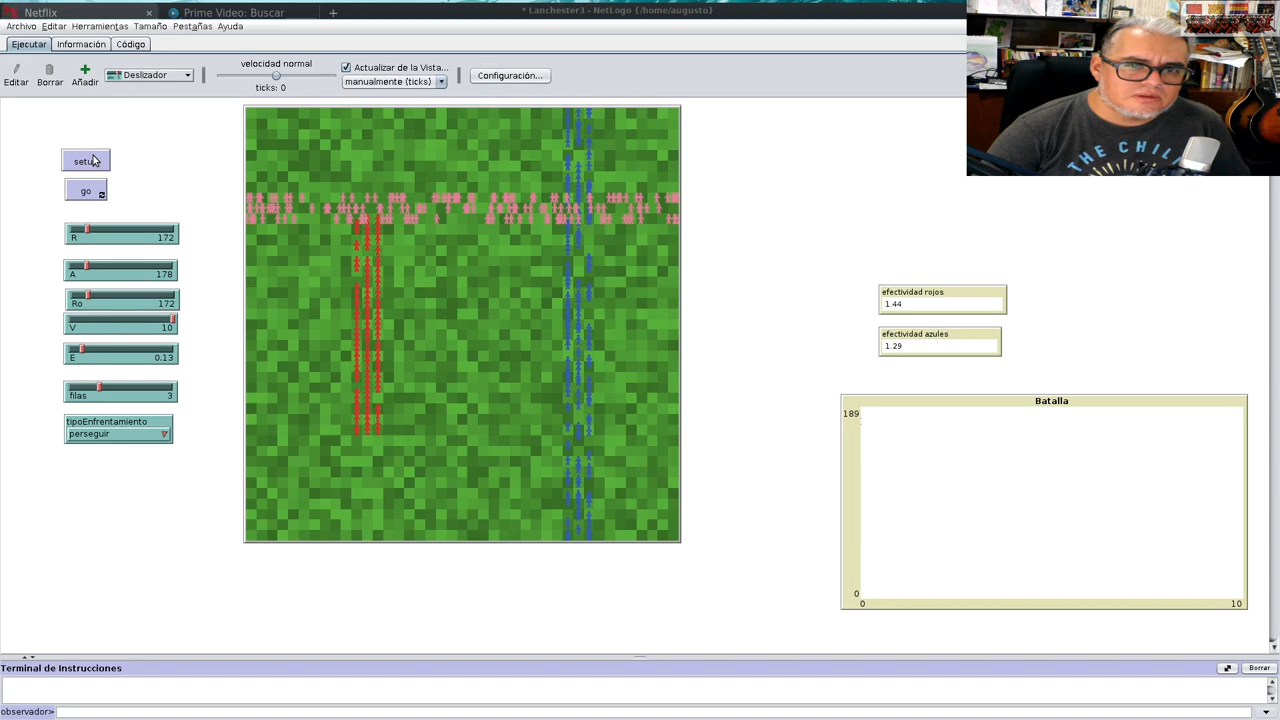 Netflix ×
Prime Video: Buscar
* Lanchester3 - NetLogo {/home/augusto}
Archivo Editar Herramientas Tamaño Pestañas Ayuda
Ejecutar Información Código
Editar Borrar Añadir
Deslizador
velocidad normal
ticks: 0
Actualizar de la Vista...
manualmente (ticks)
Configuración...
setup
go
R 172
A 178
Ro 172
V 10
E 0.13
filas 3
tipoEnfrentamiento
perseguir
THE CHILL
efectividad rojos
1.44
efectividad azules
1.29
Batalla
189
0
0 10
Terminal de Instrucciones
Borrar
observador>